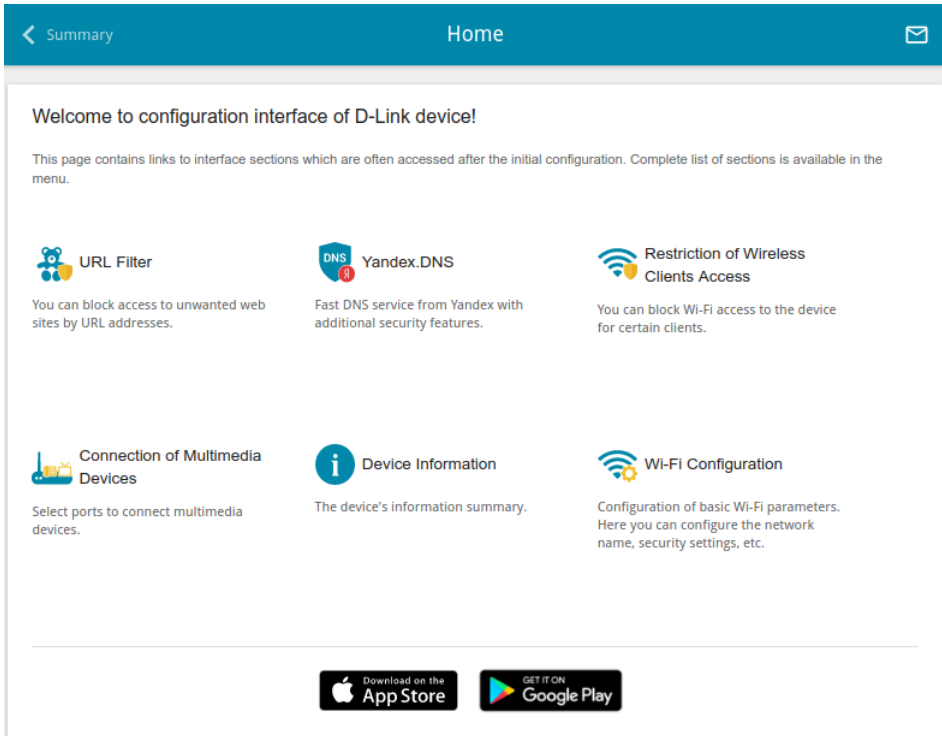 Summary
Home
Welcome to configuration interface of D-Link device!
This page contains links to interface sections which are often accessed after the initial configuration. Complete list of sections is available in the
menu.
URL Filter
You can block access to unwanted web
sites by URL addresses.
DNS
Я
Yandex.DNS
Fast DNS service from Yandex with
additional security features.
Restriction of Wireless
Clients Access
You can block Wi-Fi access to the device
for certain clients.
Connection of Multimedia
Devices
Select ports to connect multimedia
devices.
i
Device Information
The device's information summary.
Wi-Fi Configuration
Configuration of basic Wi-Fi parameters.
Here you can configure the network
name, security settings, etc.
Download on the
App Store
GET IT ON
Google Play